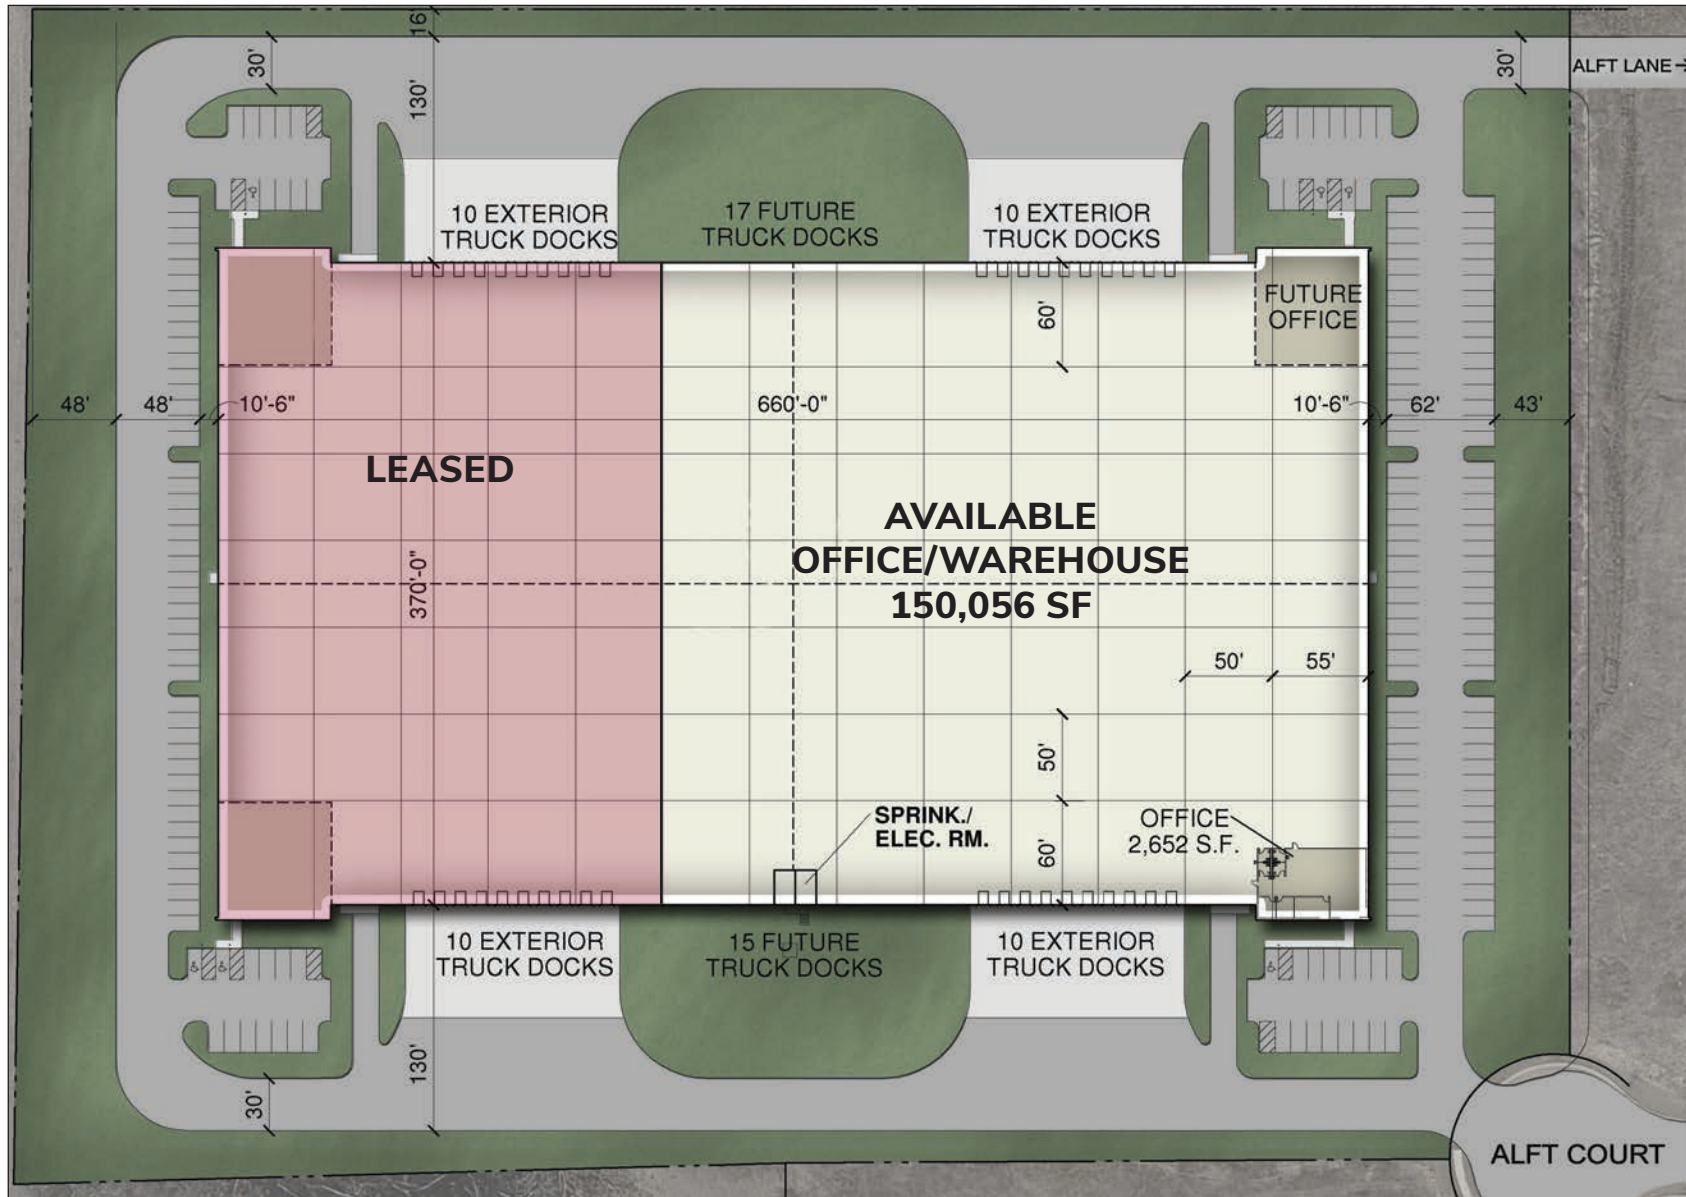 16'
30'
130'
30'
ALFT LANE
10 EXTERIOR
TRUCK DOCKS
17 FUTURE
TRUCK DOCKS
10 EXTERIOR
TRUCK DOCKS
60'
FUTURE
OFFICE
48'
48'
10'-6"
660'-0"
10'-6"
62'
43'
LEASED
370'-0"
AVAILABLE
OFFICE/WAREHOUSE
150,056 SF
50'
55'
50'
SPRINK./
ELEC. RM.
60'
OFFICE
2,652 S.F.
10 EXTERIOR
TRUCK DOCKS
15 FUTURE
TRUCK DOCKS
10 EXTERIOR
TRUCK DOCKS
130'
30'
ALFT COURT